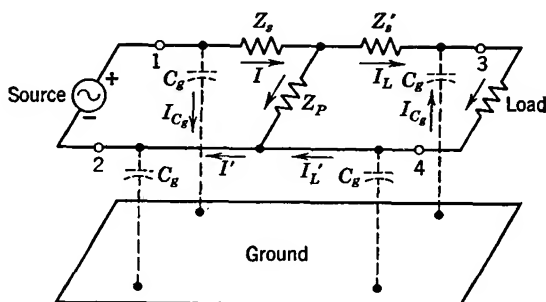 Z_s
Z_s'
1
3
C_g
I
I_L
C_g
Source
+
−
I_{C_g}
Z_P
I_{C_g}
Load
2
I'
I_L'
4
C_g
C_g
Ground